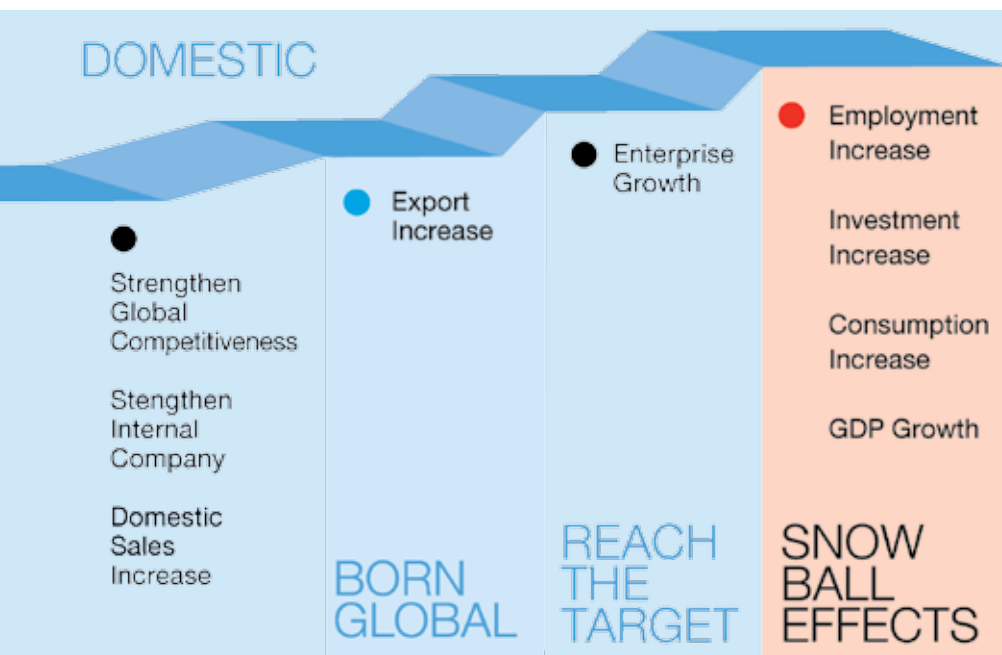 DOMESTIC
Strengthen
Global
Competitiveness
Stengthen
Internal
Company
Domestic
Sales
Increase
Export
Increase
BORN
GLOBAL
Enterprise
Growth
REACH
THE
TARGET
Employment
Increase
Investment
Increase
Consumption
Increase
GDP Growth
SNOW
BALL
EFFECTS